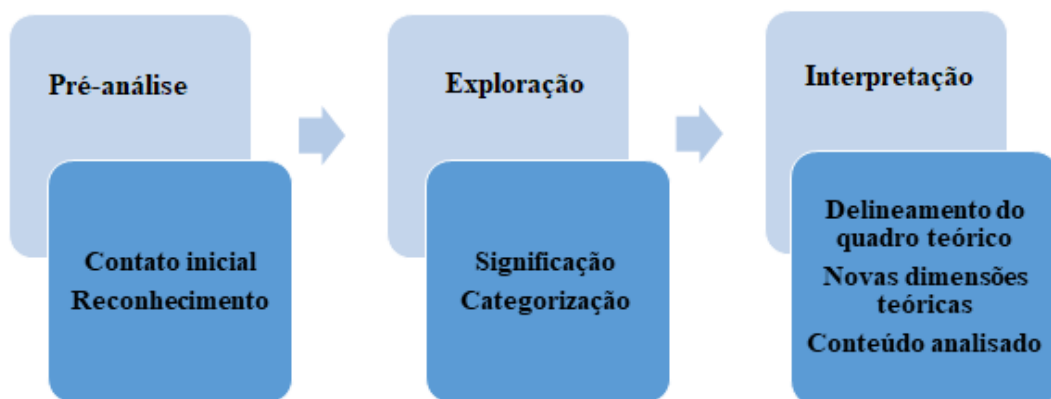 Pré-análise
Contato inicial
Reconhecimento
Exploração
Significação
Categorização
Interpretação
Delineamento do
quadro teórico
Novas dimensões
teóricas
Conteúdo analisado